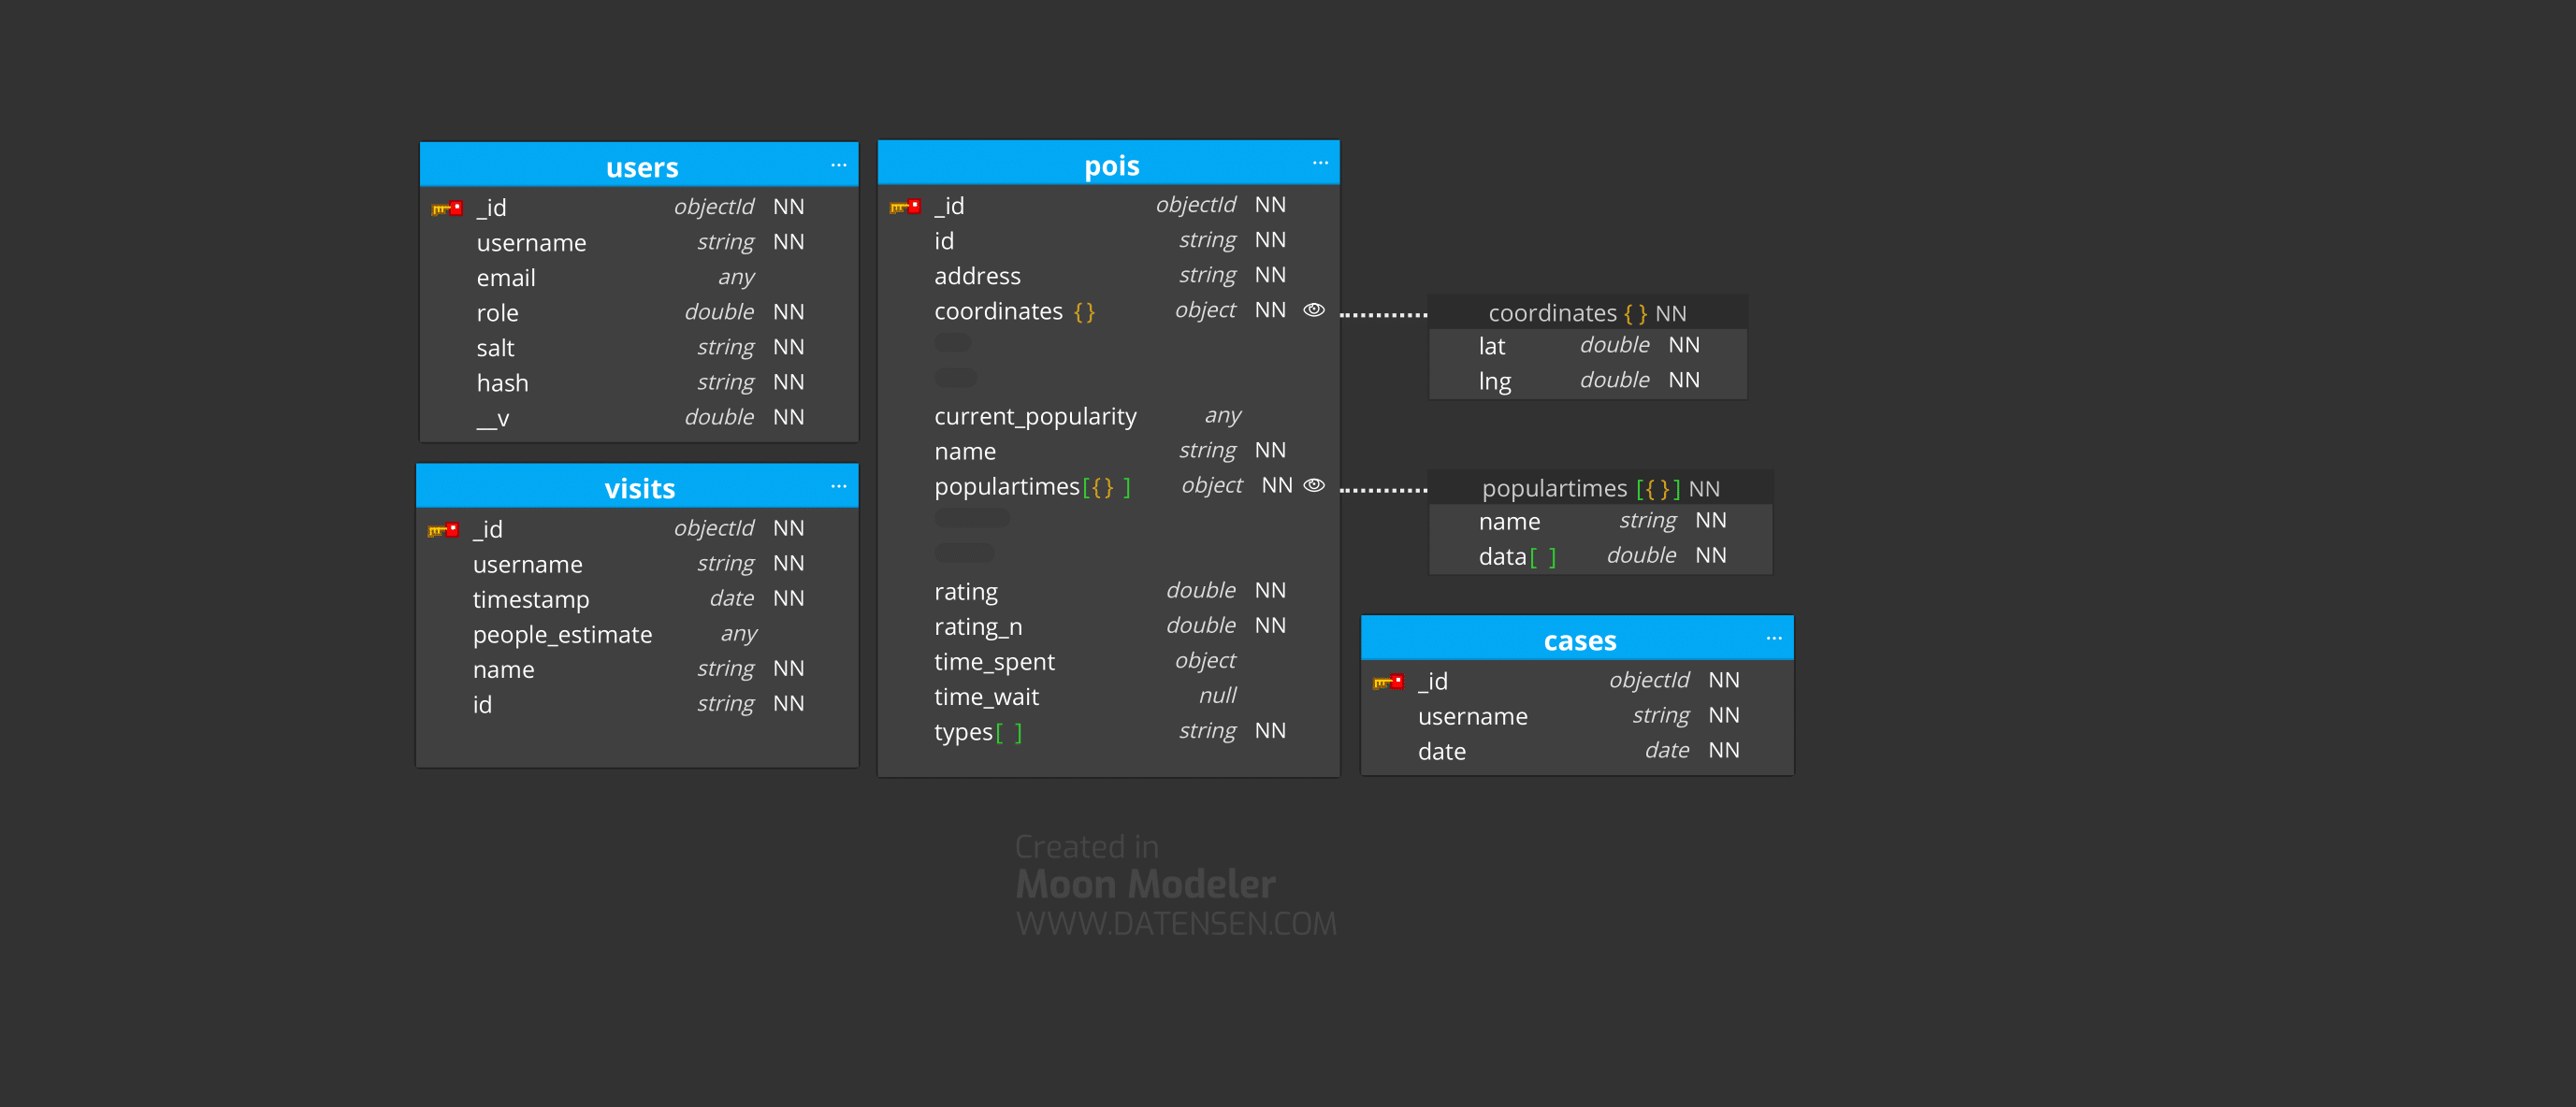 users ...
_id objectId NN
username string NN
email any
role double NN
salt string NN
hash string NN
__v double NN
visits ...
_id objectId NN
username string NN
timestamp date NN
people_estimate any
name string NN
id string NN
pois ...
_id objectId NN
id string NN
address string NN
coordinates {} object NN
current_popularity any
name string NN
populartimes[{} ] object NN
rating double NN
rating_n double NN
time_spent object
time_wait null
types[ ] string NN
coordinates { } NN
lat double NN
lng double NN
populartimes [{ }] NN
name string NN
data[ ] double NN
cases ...
_id objectId NN
username string NN
date date NN
Created in
Moon Modeler
WWW.DATENSEN.COM